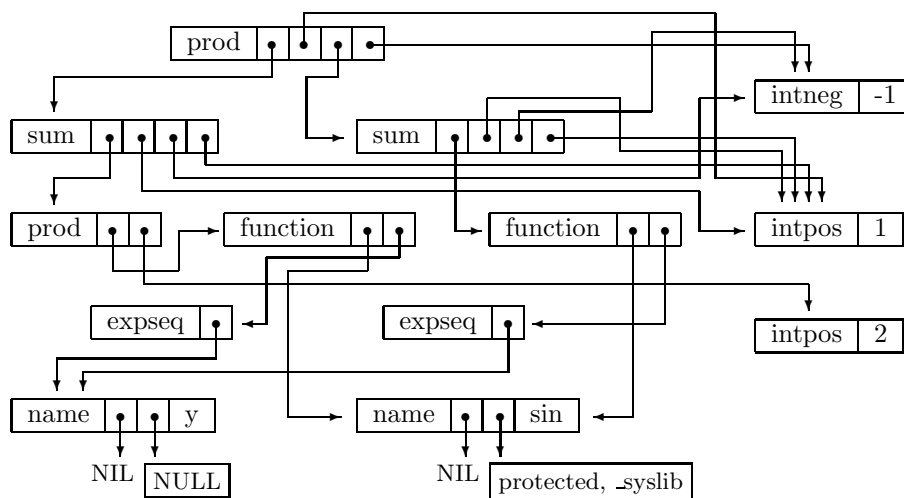 prod
intneg -1
sum
sum
prod
function
function
intpos 1
expseq
expseq
intpos 2
name y
name sin
NIL
NULL
NIL
protected, _syslib